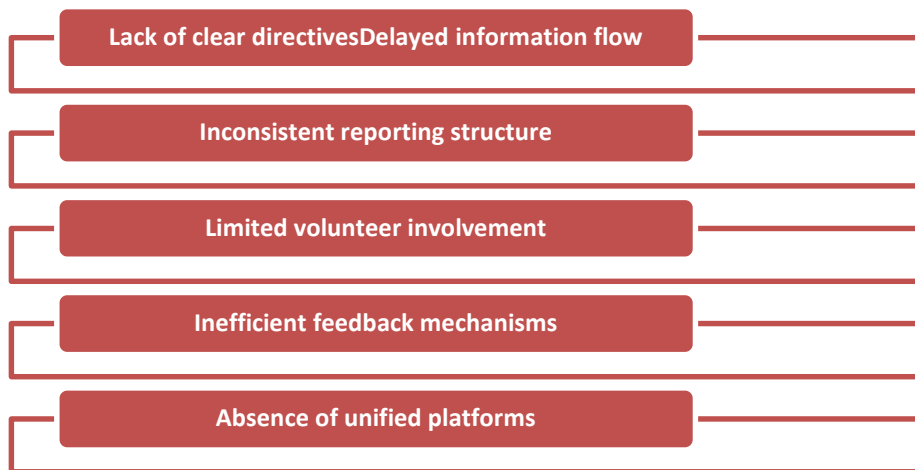 Lack of clear directivesDelayed information flow
Inconsistent reporting structure
Limited volunteer involvement
Inefficient feedback mechanisms
Absence of unified platforms